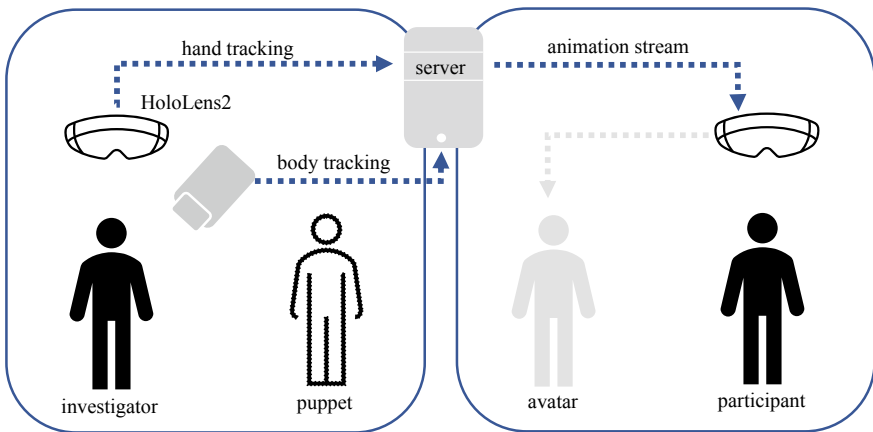 hand tracking
animation stream
server
HoloLens2
body tracking
investigator
puppet
avatar
participant